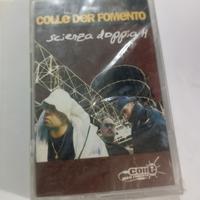 COLLE DER FOMENTO
scienza doppia H